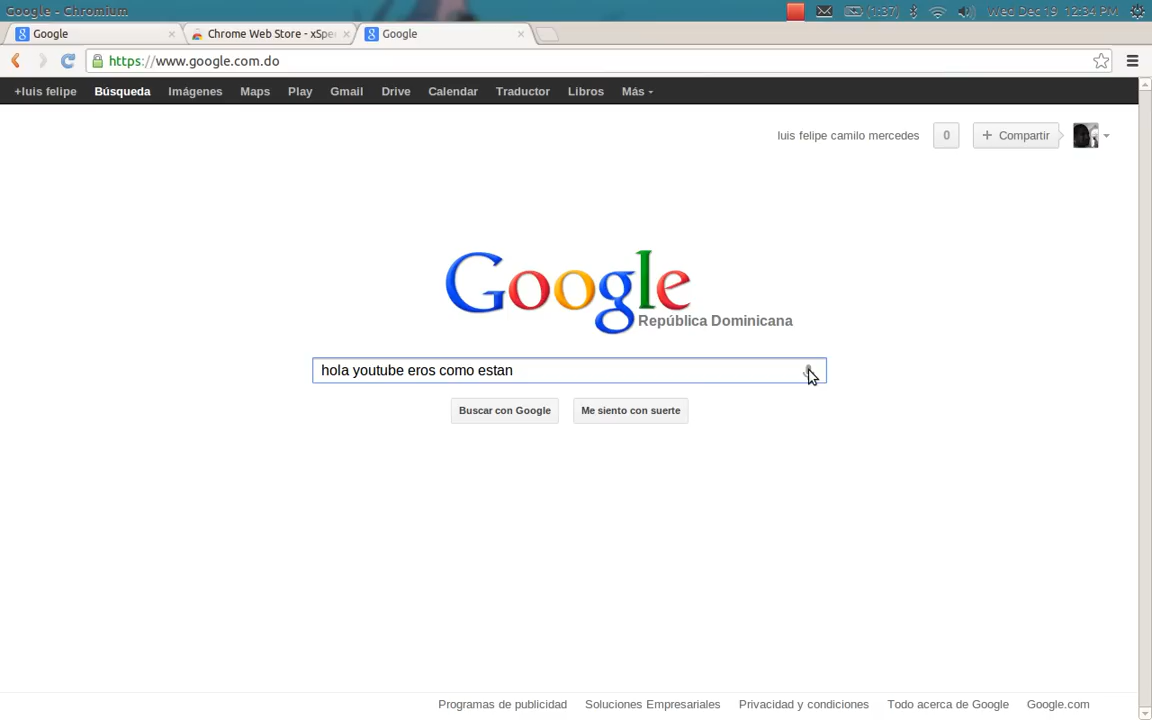 Google - Chromium
(1:37)
Wed Dec 19 12:34 PM
Google
Chrome Web Store - xSpe
Google
https://www.google.com.do
+luis felipe Búsqueda Imágenes Maps Play Gmail Drive Calendar Traductor Libros Más
luis felipe camilo mercedes 0 + Compartir
Google
República Dominicana
hola youtube eros como estan
Buscar con Google Me siento con suerte
Programas de publicidad Soluciones Empresariales Privacidad y condiciones Todo acerca de Google Google.com